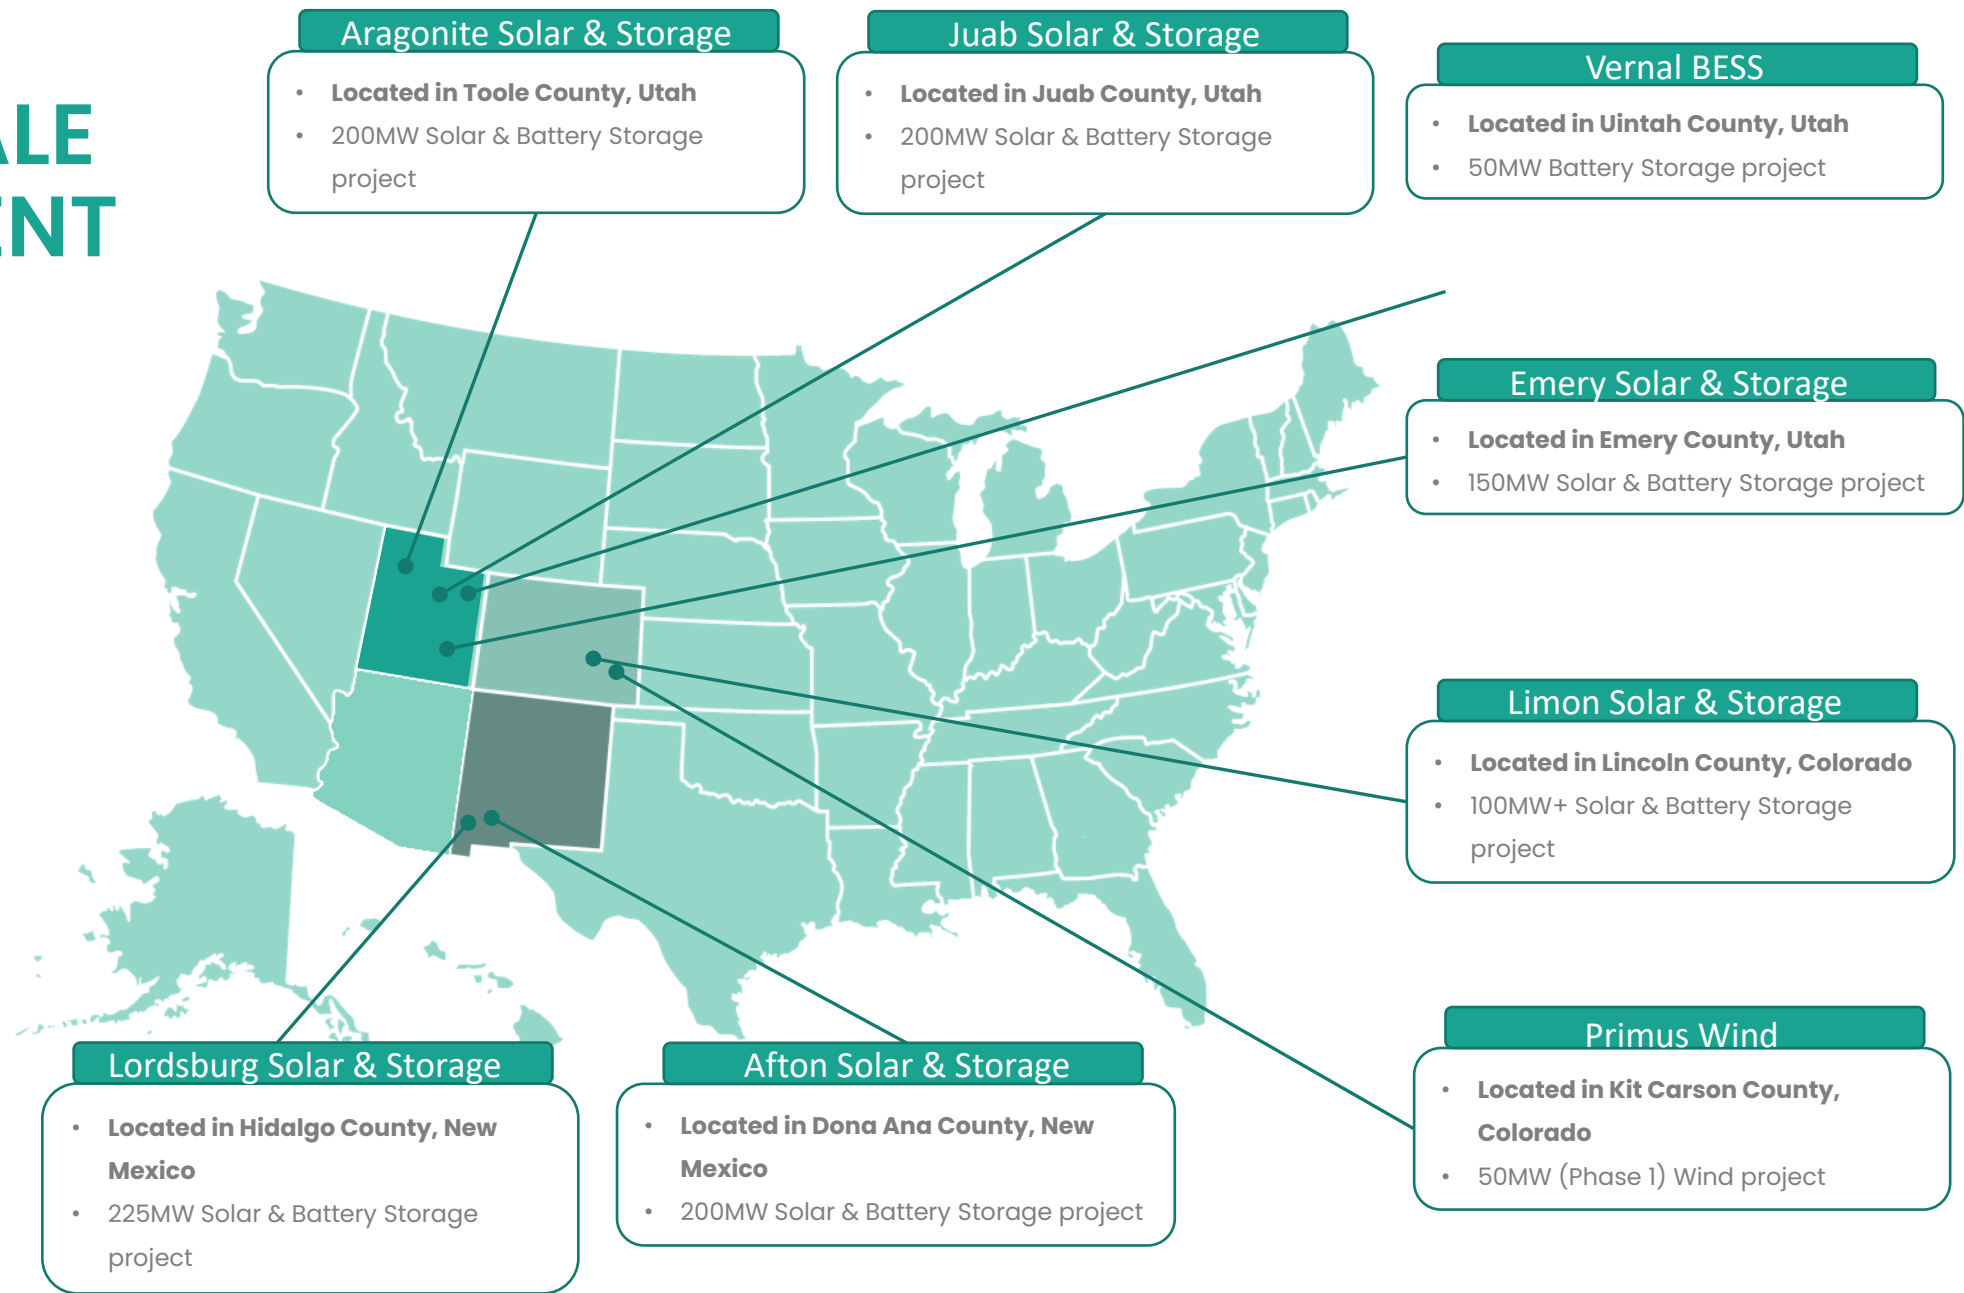 ALE
ENT
Aragonite Solar & Storage
• Located in Toole County, Utah
• 200MW Solar & Battery Storage
project
Juab Solar & Storage
• Located in Juab County, Utah
• 200MW Solar & Battery Storage
project
Vernal BESS
• Located in Uintah County, Utah
• 50MW Battery Storage project
Emery Solar & Storage
• Located in Emery County, Utah
• 150MW Solar & Battery Storage project
Limon Solar & Storage
• Located in Lincoln County, Colorado
• 100MW+ Solar & Battery Storage
project
Primus Wind
• Located in Kit Carson County,
Colorado
• 50MW (Phase 1) Wind project
Lordsburg Solar & Storage
• Located in Hidalgo County, New
Mexico
• 225MW Solar & Battery Storage
project
Afton Solar & Storage
• Located in Dona Ana County, New
Mexico
• 200MW Solar & Battery Storage project